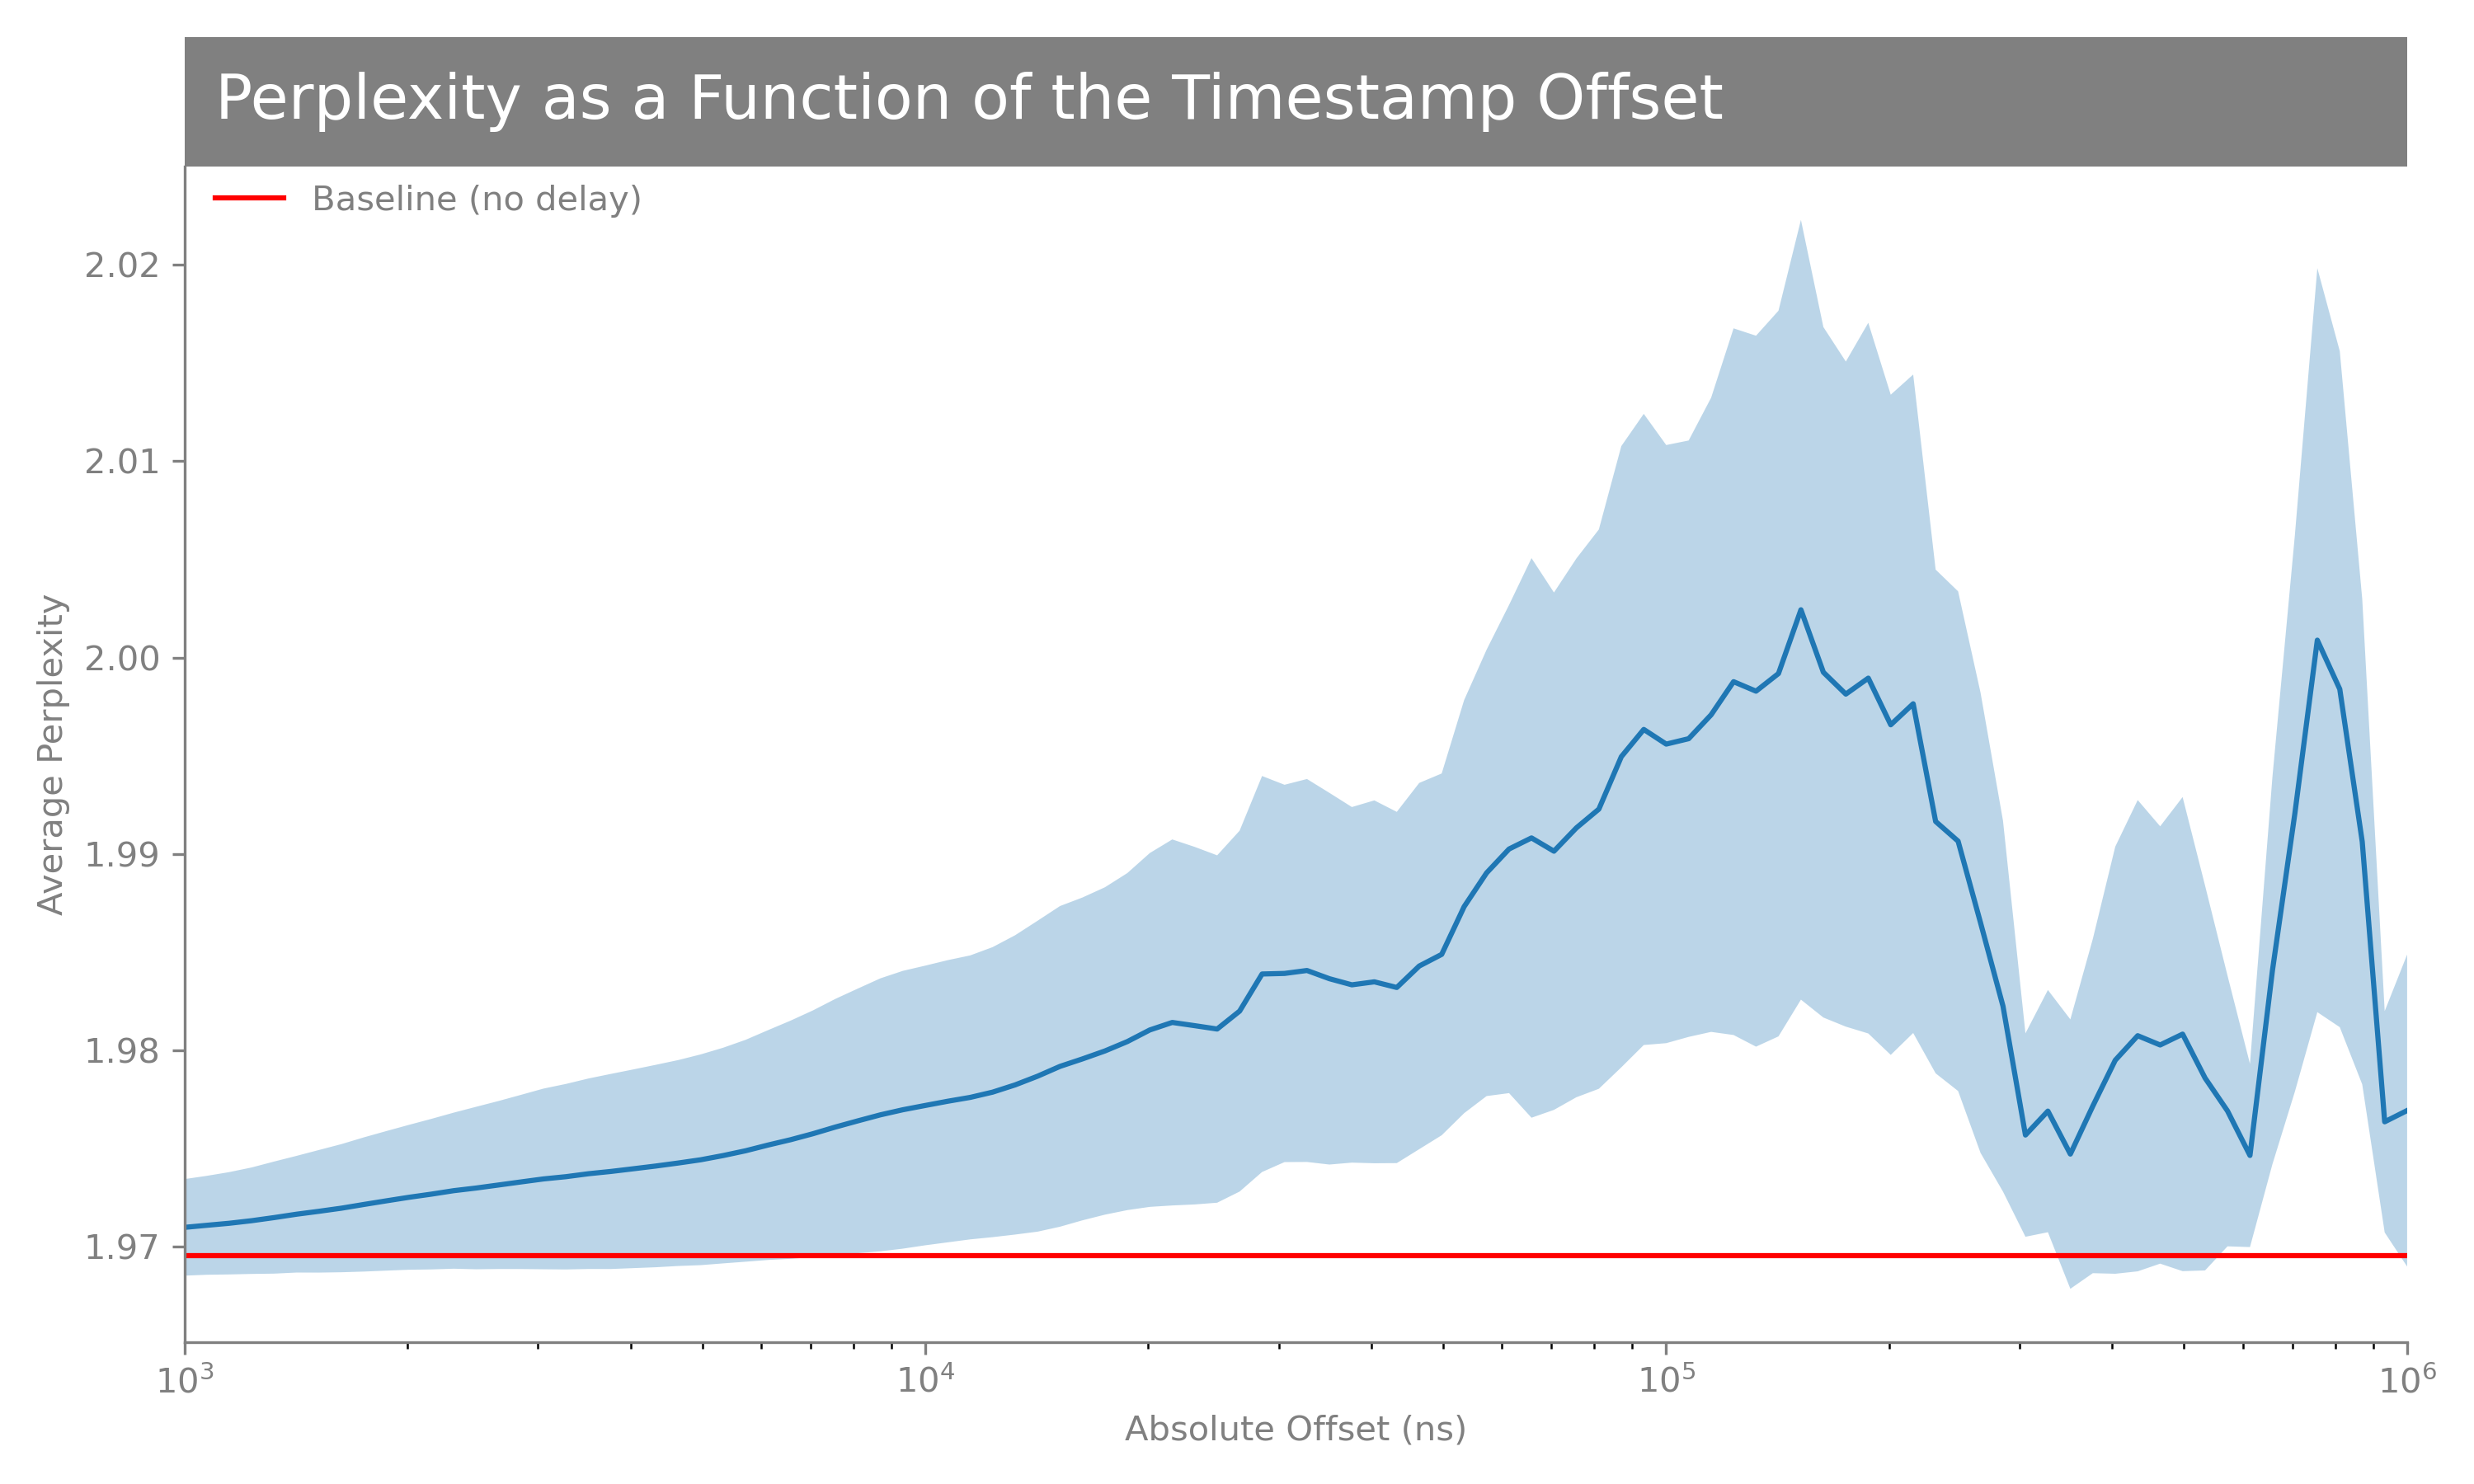 Perplexity as a Function of the Timestamp Offset
Baseline (no delay)
2.02
2.01
2.00
1.99
1.98
1.97
Average Perplexity
10³
10⁴
10⁵
10⁶
Absolute Offset (ns)